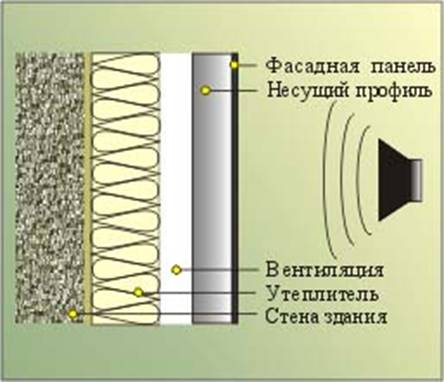 Фасадная панель
Несущий профиль
Вентиляция
Утеплитель
Стена здания